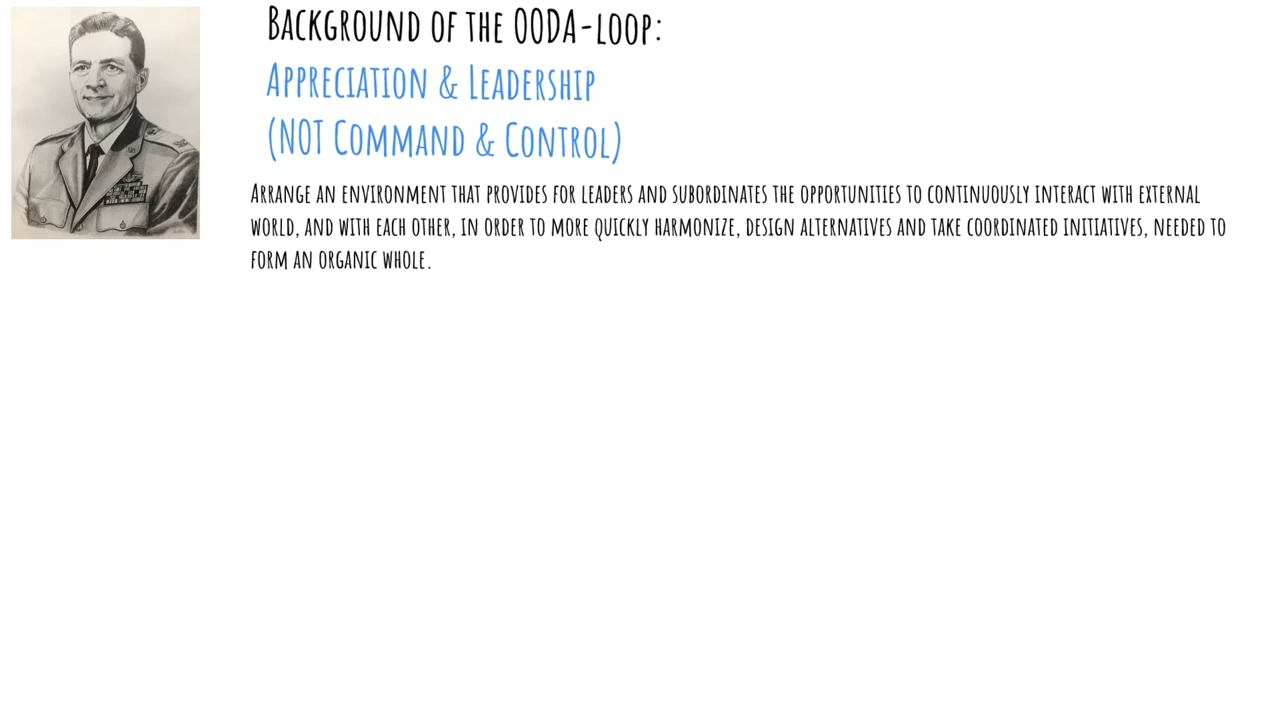 Background of the OODA-loop:
Appreciation & Leadership
(NOT Command & Control)
Arrange an environment that provides for leaders and subordinates the opportunities to continuously interact with external
world, and with each other, in order to more quickly harmonize, design alternatives and take coordinated initiatives, needed to
form an organic whole.